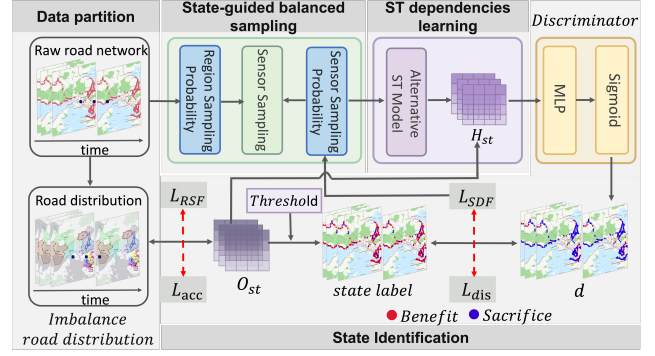 Data partition
State-guided balanced
sampling
ST dependencies
learning
Discriminator
Raw road network
time
Region Sampling
Probability
Sensor Sampling
Sensor Sampling
Probability
Alternative
ST Model
H_st
MLP
Sigmoid
Road distribution
time
Imbalance
road distribution
L_RSF
L_acc
Threshold
O_st
state label
L_SDF
L_dis
d
Benefit
Sacrifice
State Identification